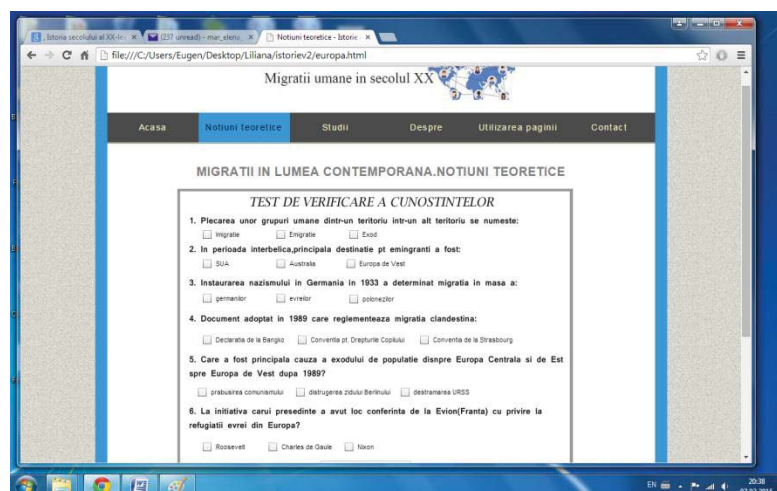 , Istoria secolului al XX-le
(237 unread) - mar_elens_
Notiuni teoretice - Istorie
file:///C:/Users/Eugen/Desktop/Liliana/istoriev2/europa.html
Migratii umane in secolul XX
Acasa Notiuni teoretice Studii Despre Utilizarea paginii Contact
MIGRATII IN LUMEA CONTEMPORANA.NOTIUNI TEORETICE
TEST DE VERIFICARE A CUNOSTINTELOR
1. Plecarea unor grupuri umane dintr-un teritoriu intr-un alt teritoriu se numeste:
Imigratie Emigratie Exod
2. In perioada interbelica,principala destinatie pt emingranti a fost:
SUA Australia Europa de Vest
3. Instaurarea nazismului in Germania in 1933 a determinat migratia in masa a:
germanilor evreilor polonezilor
4. Document adoptat in 1989 care reglementeaza migratia clandestina:
Declaratia de la Bangko Conventia pt. Drepturile Copilului Conventia de la Strasbourg
5. Care a fost principala cauza a exodului de populatie disnpre Europa Centrala si de Est
spre Europa de Vest dupa 1989?
prabusirea comunismului distrugerea zidului Berlinului destramarea URSS
6. La initiativa carui presedinte a avut loc conferinta de la Evion(Franta) cu privire la
refugiatii evrei din Europa?
Roosevelt Charles de Gaule Nixon
EN
20:38